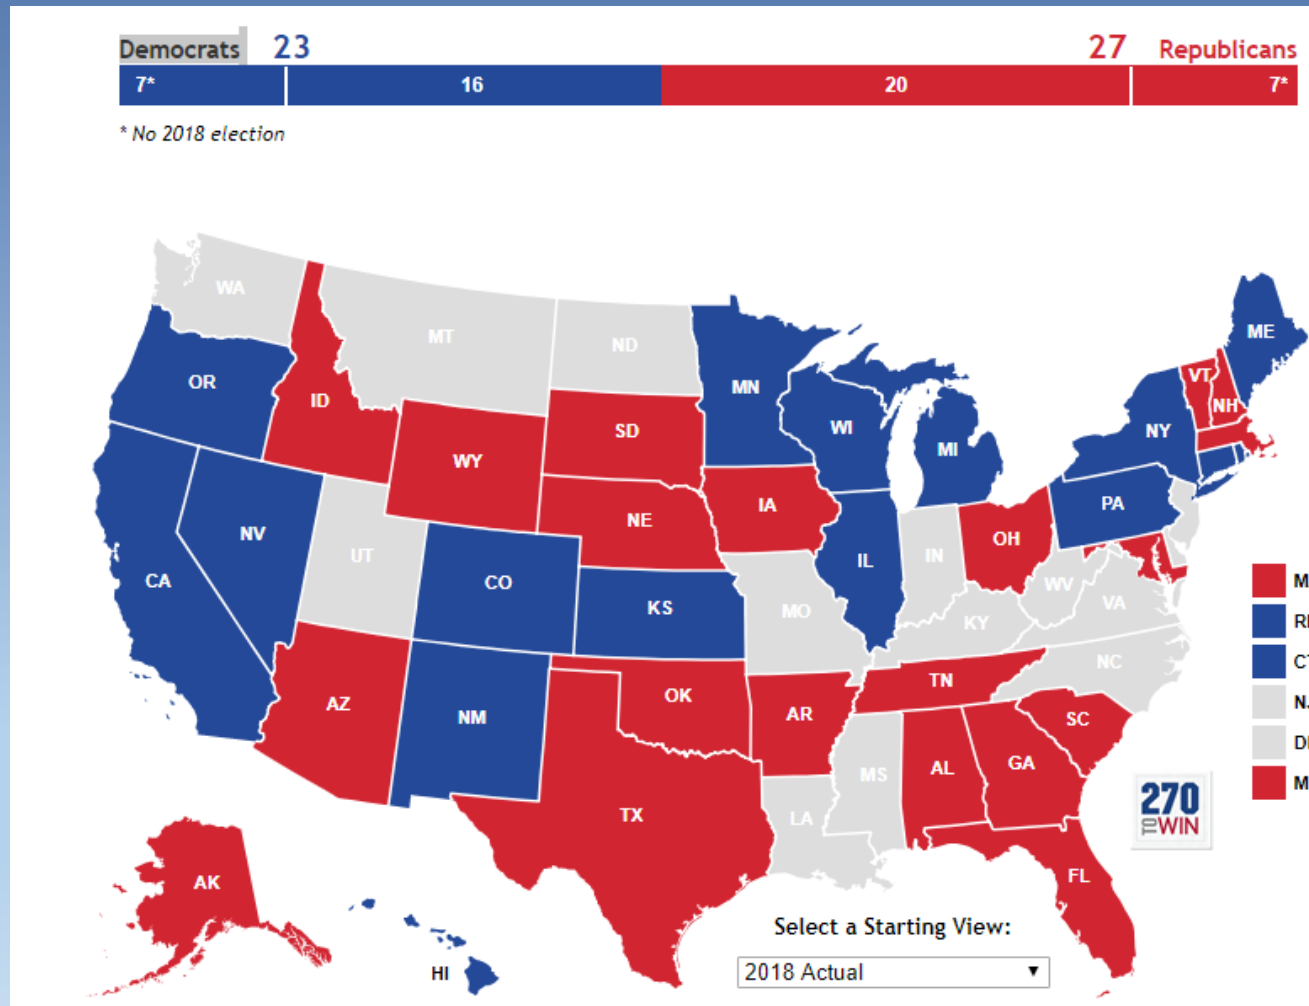 Democrats 23 27 Republicans
7* 16 20 7*
* No 2018 election
WA
MT
ND
ME
OR
ID
MN
VT
NH
SD
WI
NY
MI
WY
IA
PA
NE
OH
NV
UT
IL
IN
CO
WV
CA
KS
MO
VA
KY
NC
AZ
OK
TN
NM
AR
SC
MS
AL
GA
TX
LA
AK
FL
HI
270
TO WIN
Select a Starting View:
2018 Actual